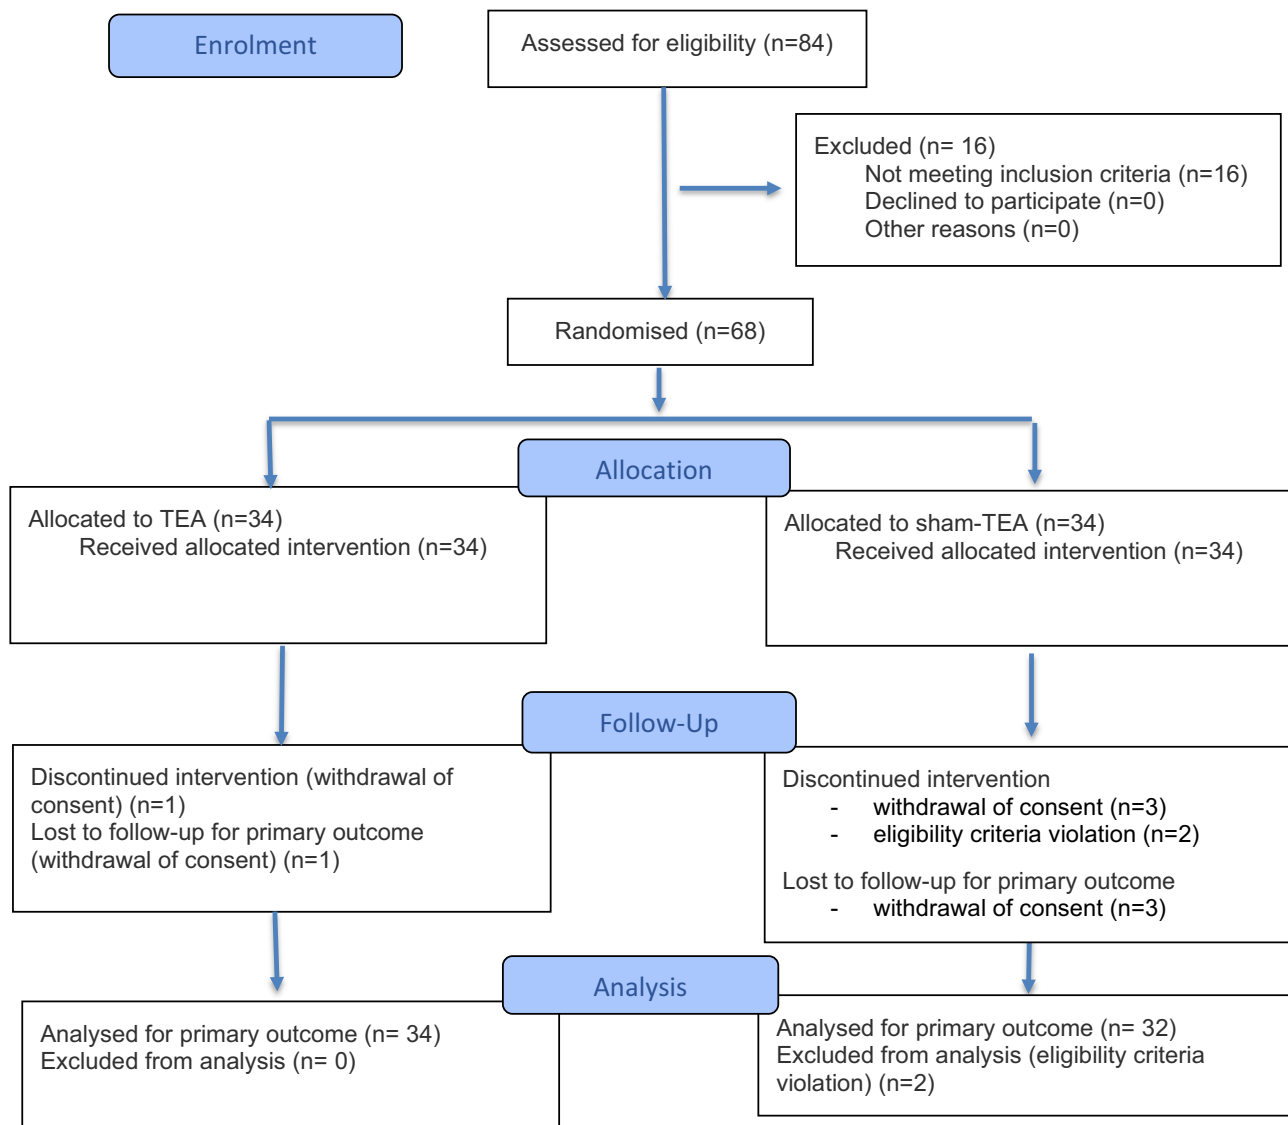 Enrolment
Assessed for eligibility (n=84)
Excluded (n= 16)
Not meeting inclusion criteria (n=16)
Declined to participate (n=0)
Other reasons (n=0)
Randomised (n=68)
Allocation
Allocated to TEA (n=34)
Received allocated intervention (n=34)
Allocated to sham-TEA (n=34)
Received allocated intervention (n=34)
Follow-Up
Discontinued intervention (withdrawal of
consent) (n=1)
Lost to follow-up for primary outcome
(withdrawal of consent) (n=1)
Discontinued intervention
- withdrawal of consent (n=3)
- eligibility criteria violation (n=2)
Lost to follow-up for primary outcome
- withdrawal of consent (n=3)
Analysis
Analysed for primary outcome (n= 34)
Excluded from analysis (n= 0)
Analysed for primary outcome (n= 32)
Excluded from analysis (eligibility criteria
violation) (n=2)